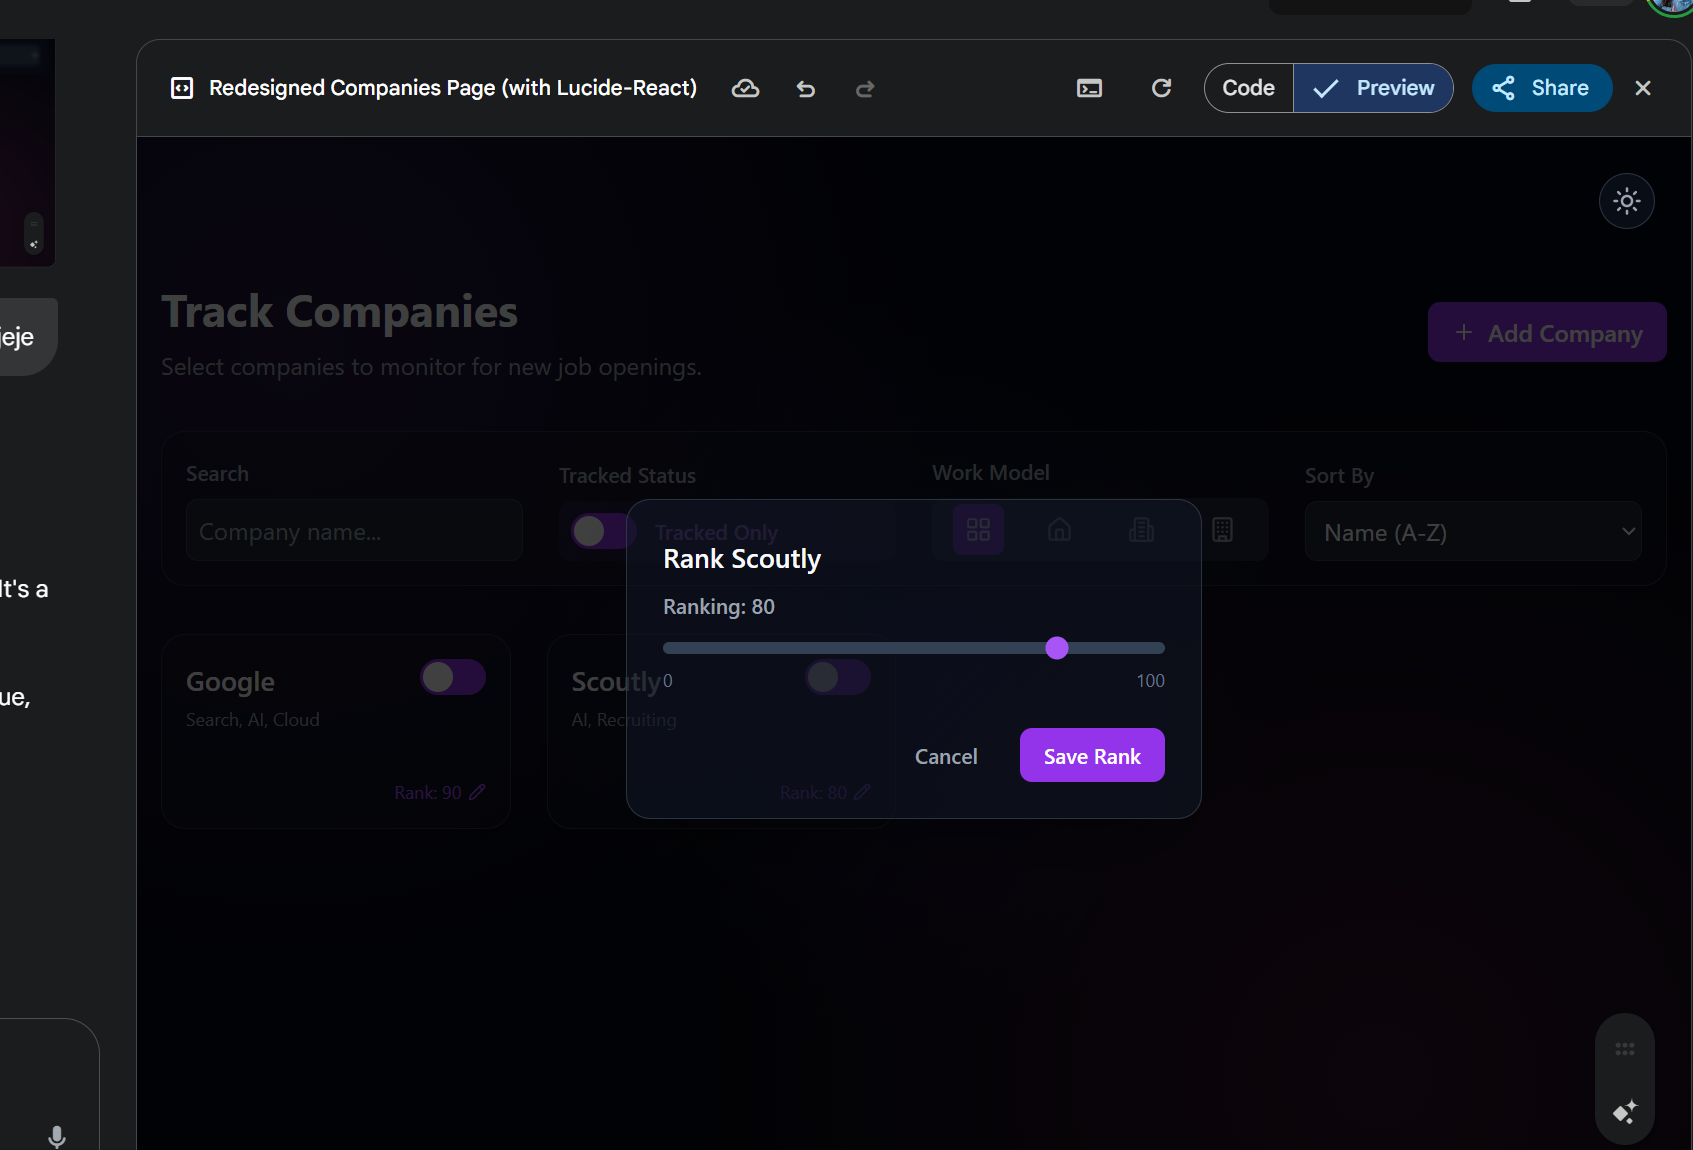 Redesigned Companies Page (with Lucide-React)
Code
Preview
Share
jeje
It's a
ue,
Track Companies
Select companies to monitor for new job openings.
+ Add Company
Search
Company name...
Tracked Status
Tracked Only
Work Model
Sort By
Name (A-Z)
Google
Search, AI, Cloud
Rank: 90
Scoutly
AI, Recruiting
Rank: 80
Rank Scoutly
Ranking: 80
0
100
Cancel
Save Rank